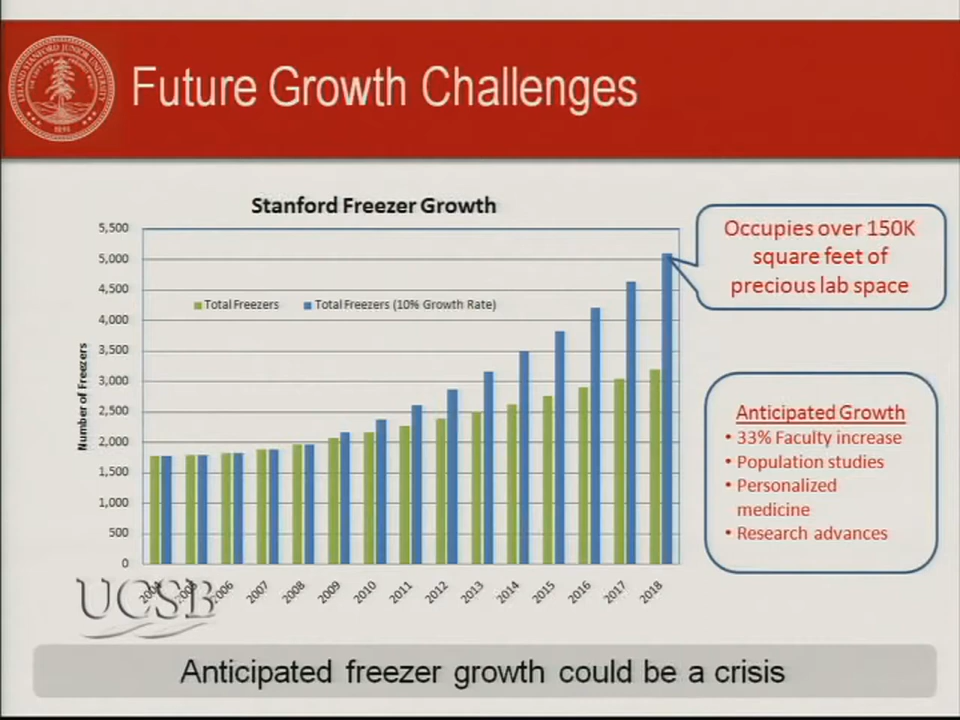 Future Growth Challenges
Stanford Freezer Growth
5,500
5,000
4,500
4,000
3,500
3,000
2,500
2,000
1,500
1,000
500
0
Number of Freezers
Total Freezers
Total Freezers (10% Growth Rate)
2006
2007
2008
2009
2010
2011
2012
2013
2014
2015
2016
2017
2018
Occupies over 150K
square feet of
precious lab space
Anticipated Growth
• 33% Faculty increase
• Population studies
• Personalized
medicine
• Research advances
UCSB
Anticipated freezer growth could be a crisis